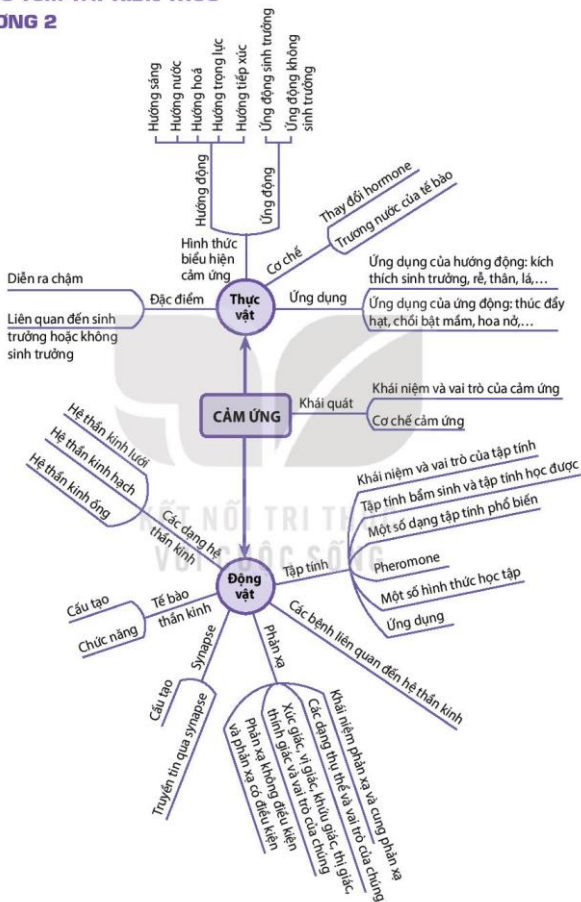 ƯƠNG 2
Hướng sáng
Hướng nước
Hướng hoá
Hướng trọng lực
Hướng tiếp xúc
Ứng động sinh trưởng
Ứng động không
sinh trưởng
Hướng động
Ứng động
Hình thức
biểu hiện
cảm ứng
Cơ chế
Thay đổi hormone
Trương nước của tế bào
Diễn ra chậm
Liên quan đến sinh
trưởng hoặc không
sinh trưởng
Đặc điểm
Thực
vật
Ứng dụng
Ứng dụng của hướng động: kích
thích sinh trưởng, rễ, thân, lá,...
Ứng dụng của ứng động: thúc đẩy
hạt, chồi bật mầm, hoa nở,...
CẢM ỨNG
Khái quát
Khái niệm và vai trò của cảm ứng
Cơ chế cảm ứng
KẾT NỐI TRI THỨC
VỚI CUỘC SỐNG
Hệ thần kinh lưới
Hệ thần kinh hạch
Hệ thần kinh ống
Các dạng hệ
thần kinh
Động
vật
Tập tính
Khái niệm và vai trò của tập tính
Tập tính bẩm sinh và tập tính học được
Một số dạng tập tính phổ biến
Pheromone
Một số hình thức học tập
Ứng dụng
Cấu tạo
Chức năng
Tế bào
thần kinh
Synapse
Cấu tạo
Truyền tin qua synapse
Phản xạ
Khái niệm phản xạ và cung phản xạ
Các dạng thụ thể và vai trò của chúng
Xúc giác, vị giác, khứu giác, thị giác,
thính giác và vai trò của chúng
Phản xạ không điều kiện
và phản xạ có điều kiện
Các bệnh liên quan đến hệ thần kinh